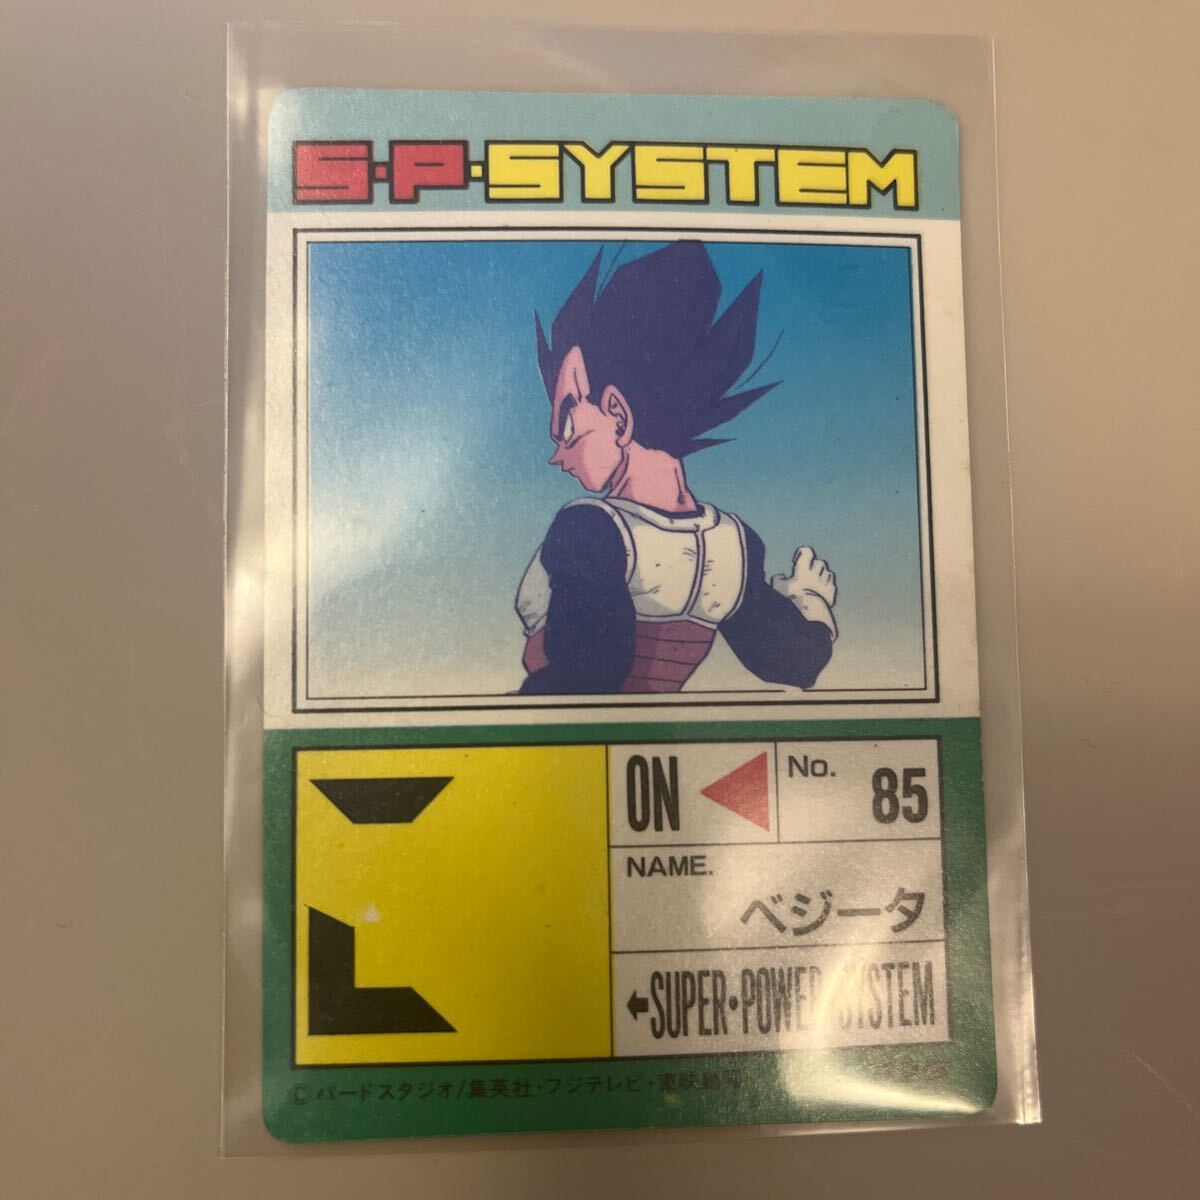 S・P・SYSTEM
ON
No. 85
NAME.
ベジータ
←SUPER・POWER SYSTEM
©バードスタジオ/集英社・フジテレビ・東映動画